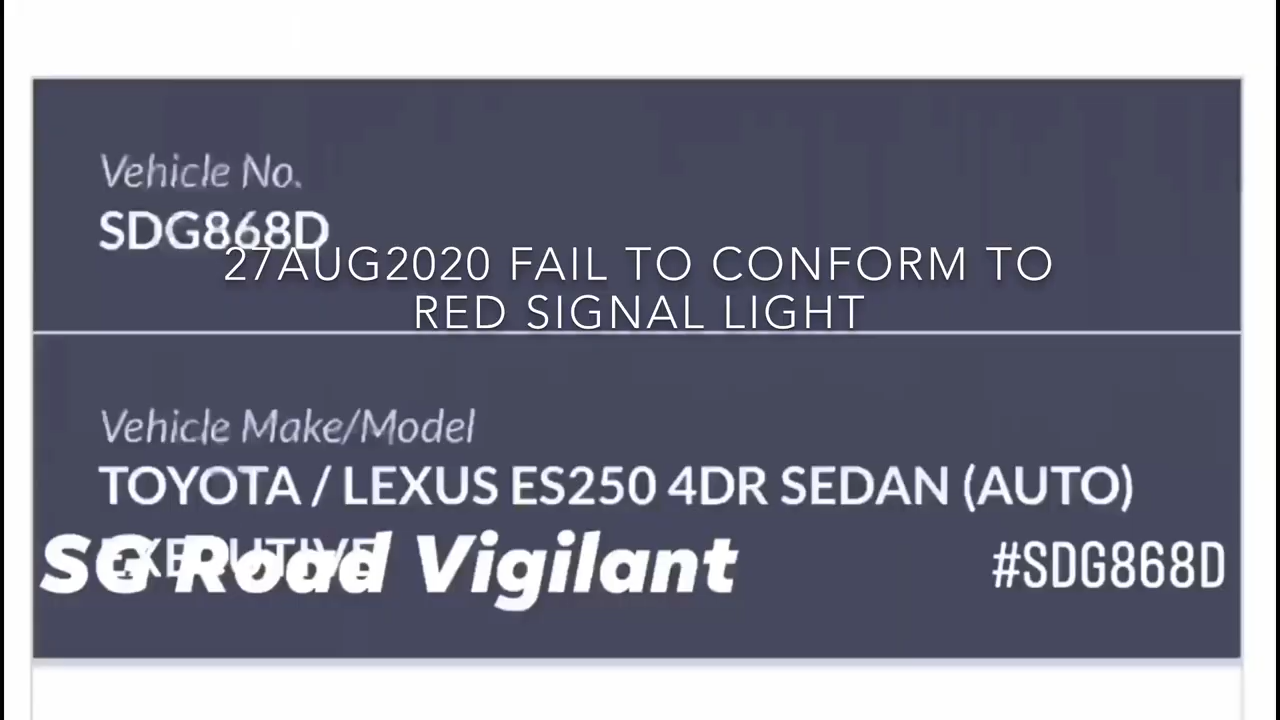 Vehicle No.
SDG868D
27AUG2020 FAIL TO CONFORM TO
RED SIGNAL LIGHT
Vehicle Make/Model
TOYOTA / LEXUS ES250 4DR SEDAN (AUTO)
EXECUTIVE
SG Road Vigilant
#SDG868D